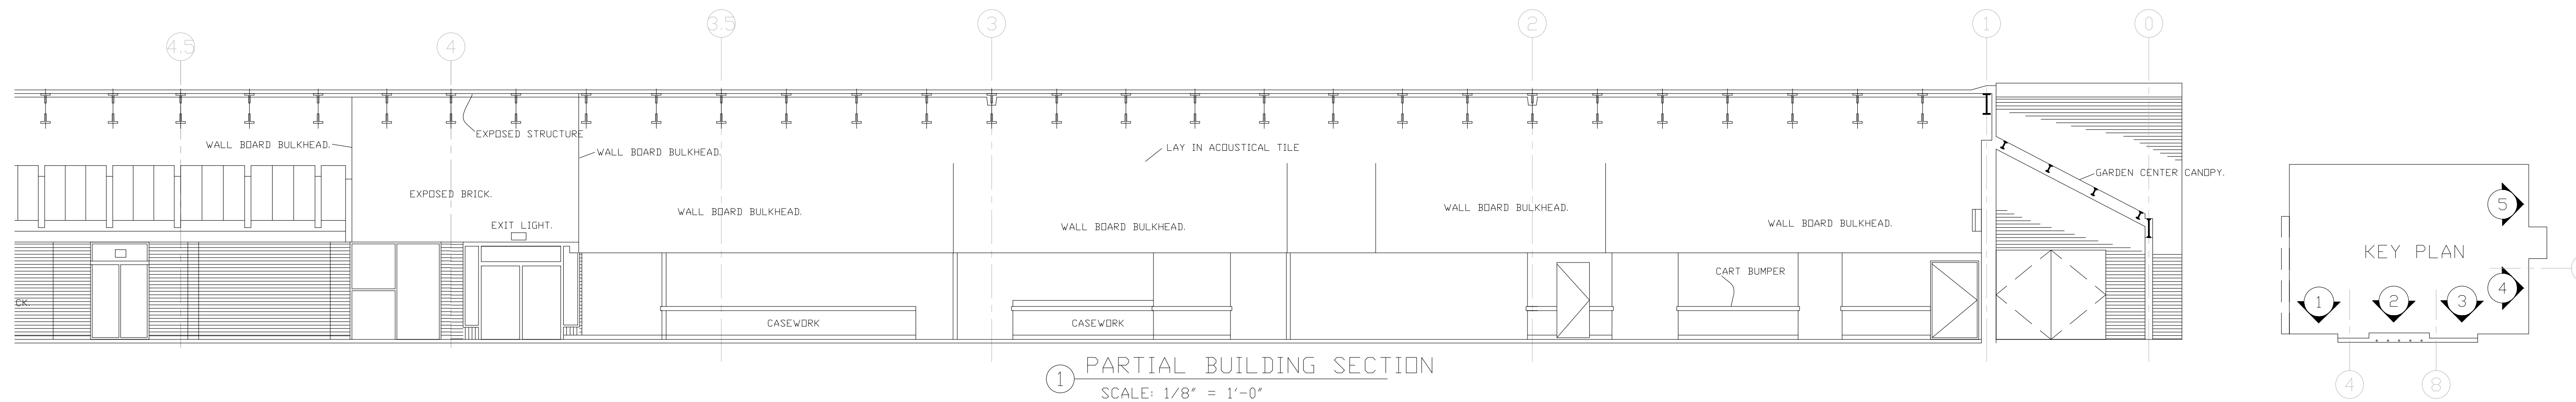 4.5
4
3.5
3
2
1
0
EXPOSED STRUCTURE
WALL BOARD BULKHEAD.
WALL BOARD BULKHEAD.
LAY IN ACOUSTICAL TILE
GARDEN CENTER CANOPY.
EXPOSED BRICK.
EXIT LIGHT.
WALL BOARD BULKHEAD.
WALL BOARD BULKHEAD.
WALL BOARD BULKHEAD.
WALL BOARD BULKHEAD.
CK.
CASEWORK
CASEWORK
CART BUMPER
1 PARTIAL BUILDING SECTION
SCALE: 1/8" = 1'-0"
KEY PLAN
5
4
1
2
3
4
8